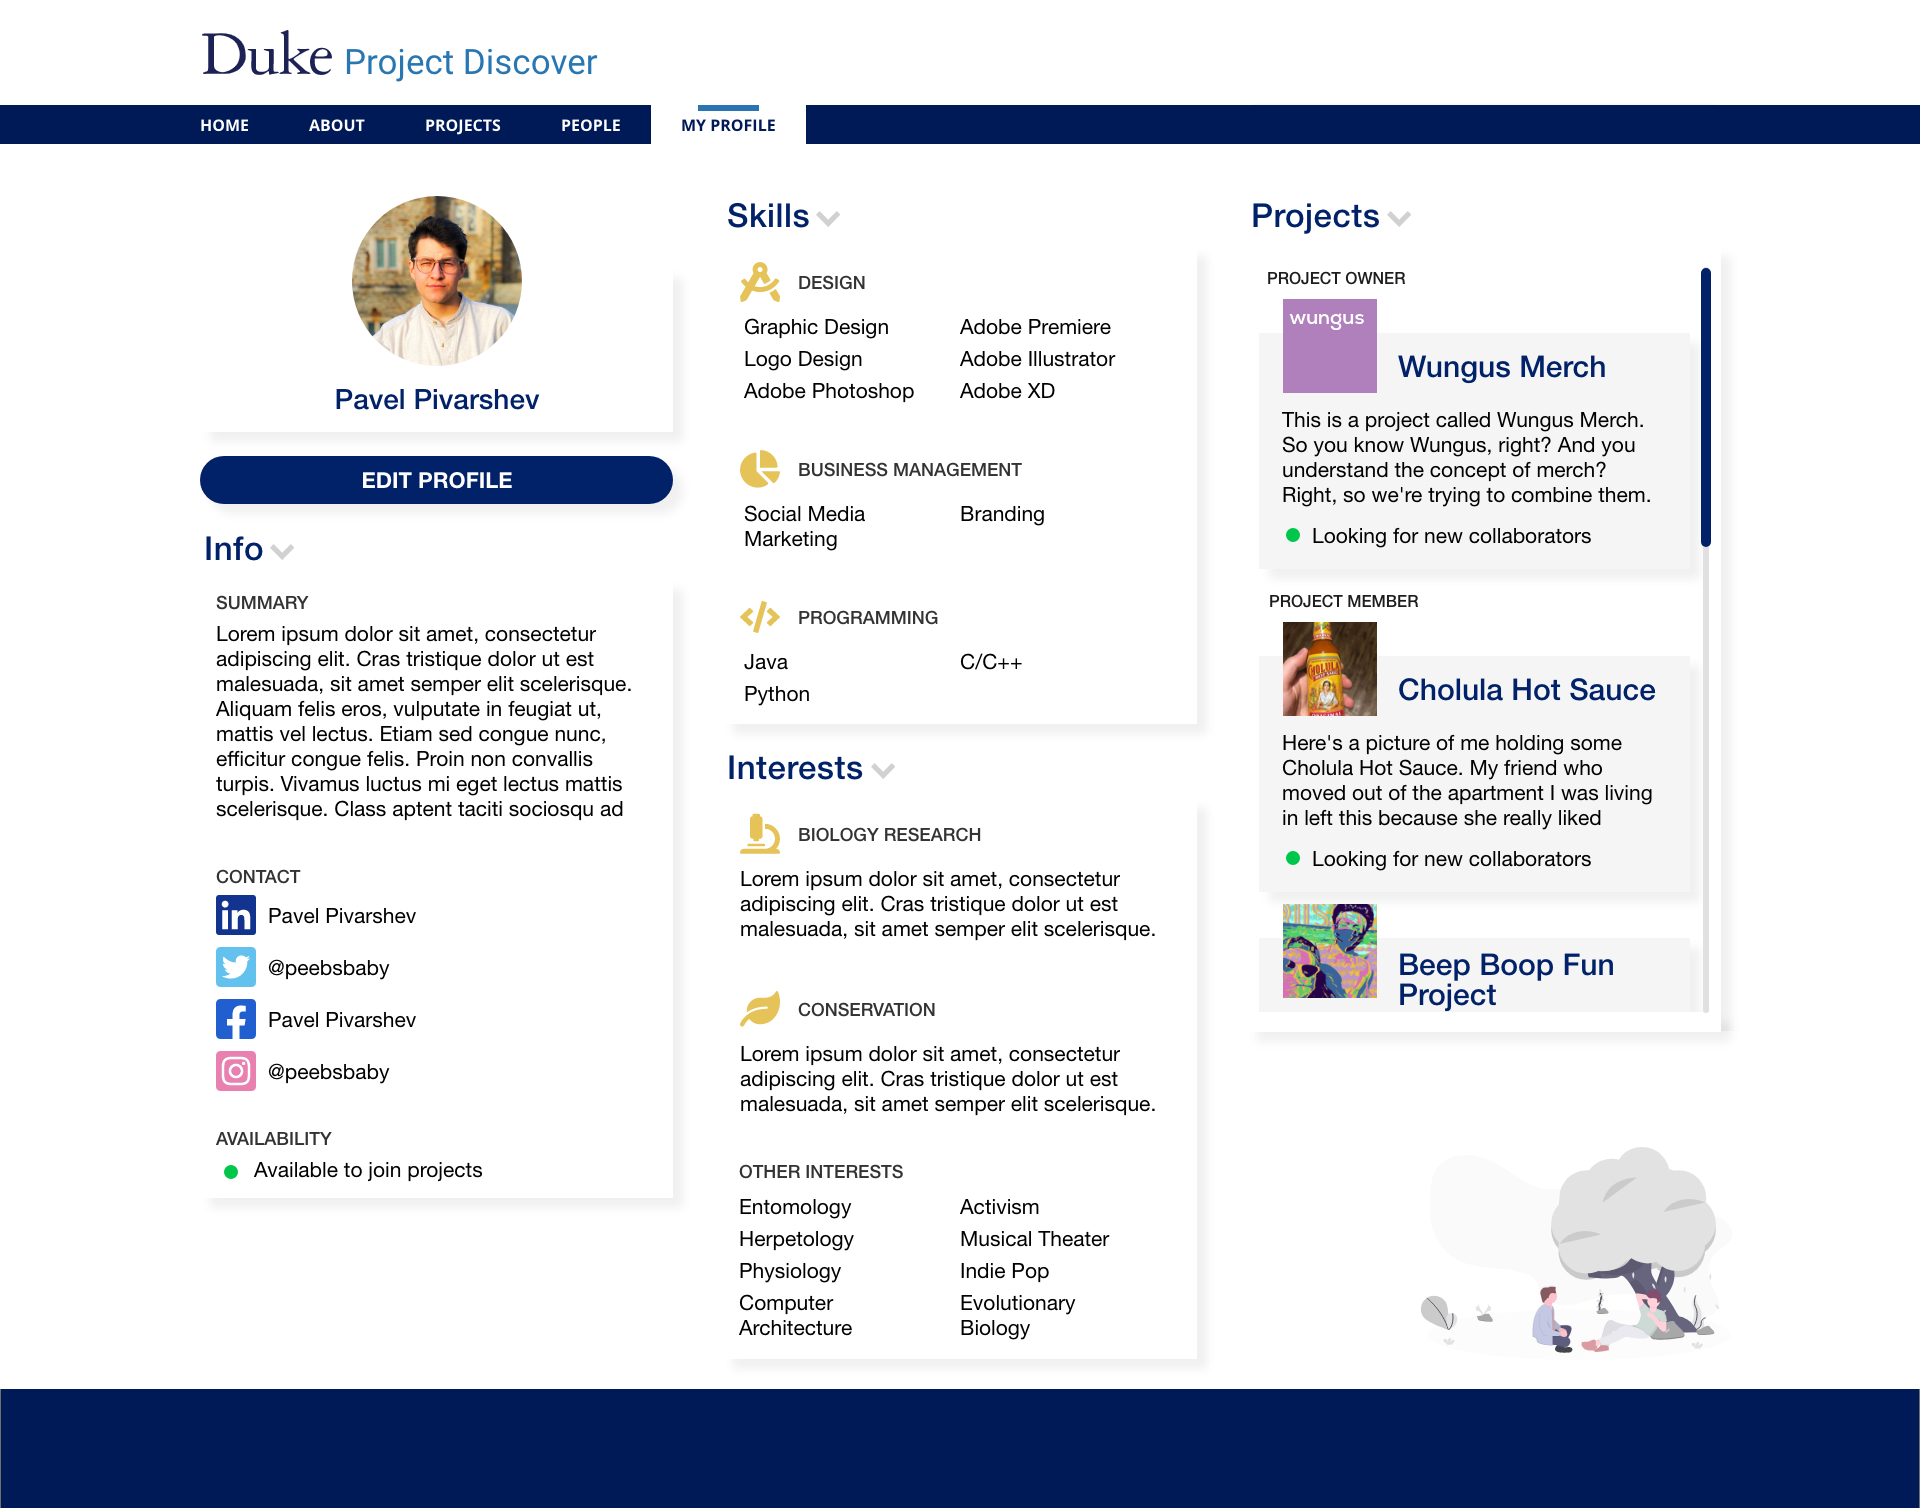 Duke Project Discover
HOME ABOUT PROJECTS PEOPLE MY PROFILE
Pavel Pivarshev
EDIT PROFILE
Info
SUMMARY
Lorem ipsum dolor sit amet, consectetur
adipiscing elit. Cras tristique dolor ut est
malesuada, sit amet semper elit scelerisque.
Aliquam felis eros, vulputate in feugiat ut,
mattis vel lectus. Etiam sed congue nunc,
efficitur congue felis. Proin non convallis
turpis. Vivamus luctus mi eget lectus mattis
scelerisque. Class aptent taciti sociosqu ad
CONTACT
in Pavel Pivarshev
@peebsbaby
f Pavel Pivarshev
@peebsbaby
AVAILABILITY
Available to join projects
Skills
DESIGN
Graphic Design Adobe Premiere
Logo Design Adobe Illustrator
Adobe Photoshop Adobe XD
BUSINESS MANAGEMENT
Social Media Branding
Marketing
PROGRAMMING
Java C/C++
Python
Interests
BIOLOGY RESEARCH
Lorem ipsum dolor sit amet, consectetur
adipiscing elit. Cras tristique dolor ut est
malesuada, sit amet semper elit scelerisque.
CONSERVATION
Lorem ipsum dolor sit amet, consectetur
adipiscing elit. Cras tristique dolor ut est
malesuada, sit amet semper elit scelerisque.
OTHER INTERESTS
Entomology Activism
Herpetology Musical Theater
Physiology Indie Pop
Computer Evolutionary
Architecture Biology
Projects
PROJECT OWNER
wungus
Wungus Merch
This is a project called Wungus Merch.
So you know Wungus, right? And you
understand the concept of merch?
Right, so we're trying to combine them.
Looking for new collaborators
PROJECT MEMBER
CHOLULA
Cholula Hot Sauce
Here's a picture of me holding some
Cholula Hot Sauce. My friend who
moved out of the apartment I was living
in left this because she really liked
Looking for new collaborators
Beep Boop Fun
Project